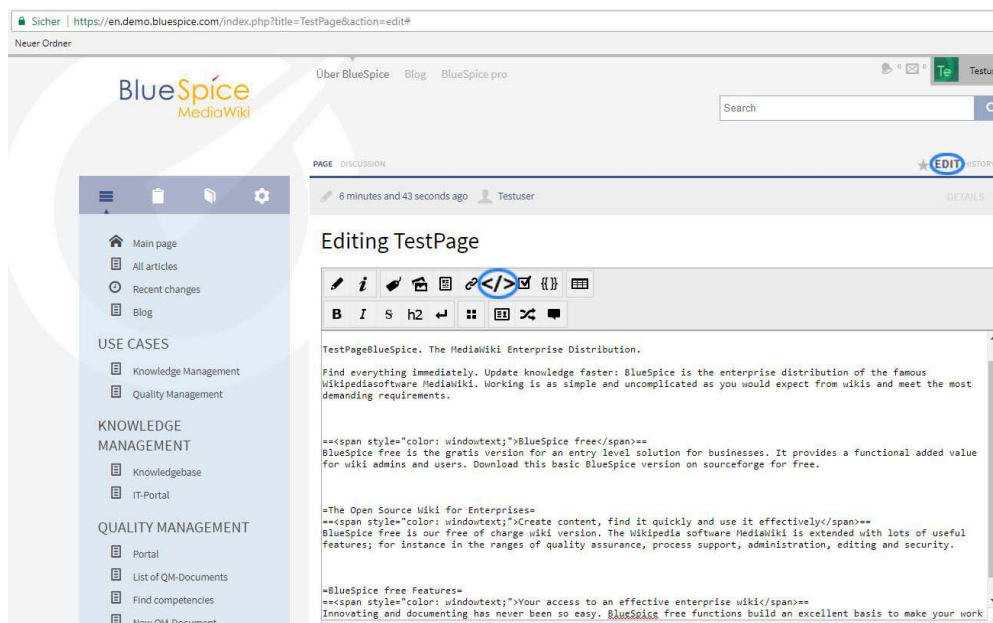 Sicher | https://en.demo.bluespice.com/index.php?title=TestPage&action=edit#
Neuer Ordner
BlueSpice
MediaWiki
Über BlueSpice Blog BlueSpice pro
Te Testu
Search
PAGE DISCUSSION
EDIT HISTORY
6 minutes and 43 seconds ago Testuser
DETAILS
Main page
All articles
Recent changes
Blog
USE CASES
Knowledge Management
Quality Management
KNOWLEDGE
MANAGEMENT
Knowledgebase
IT-Portal
QUALITY MANAGEMENT
Portal
List of QM-Documents
Find competencies
New QM-Document
Editing TestPage
i </> {{}}
B I S h2
TestPageBlueSpice. The MediaWiki Enterprise Distribution.
Find everything immediately. Update knowledge faster: BlueSpice is the enterprise distribution of the famous
Wikipediasoftware MediaWiki. Working is as simple and uncomplicated as you would expect from wikis and meet the most
demanding requirements.
==<span style="color: windowtext;">BlueSpice free</span>==
BlueSpice free is the gratis version for an entry level solution for businesses. It provides a functional added value
for wiki admins and users. Download this basic BlueSpice version on sourceforge for free.
=The Open Source Wiki for Enterprises=
==<span style="color: windowtext;">Create content, find it quickly and use it effectively</span>==
BlueSpice free is our free of charge wiki version. The Wikipedia software MediaWiki is extended with lots of useful
features; for instance in the ranges of quality assurance, process support, administration, editing and security.
=BlueSpice free Features=
==<span style="color: windowtext;">Your access to an effective enterprise wiki</span>==
Innovating and documenting has never been so easy. BlueSpice free functions build an excellent basis to make your work